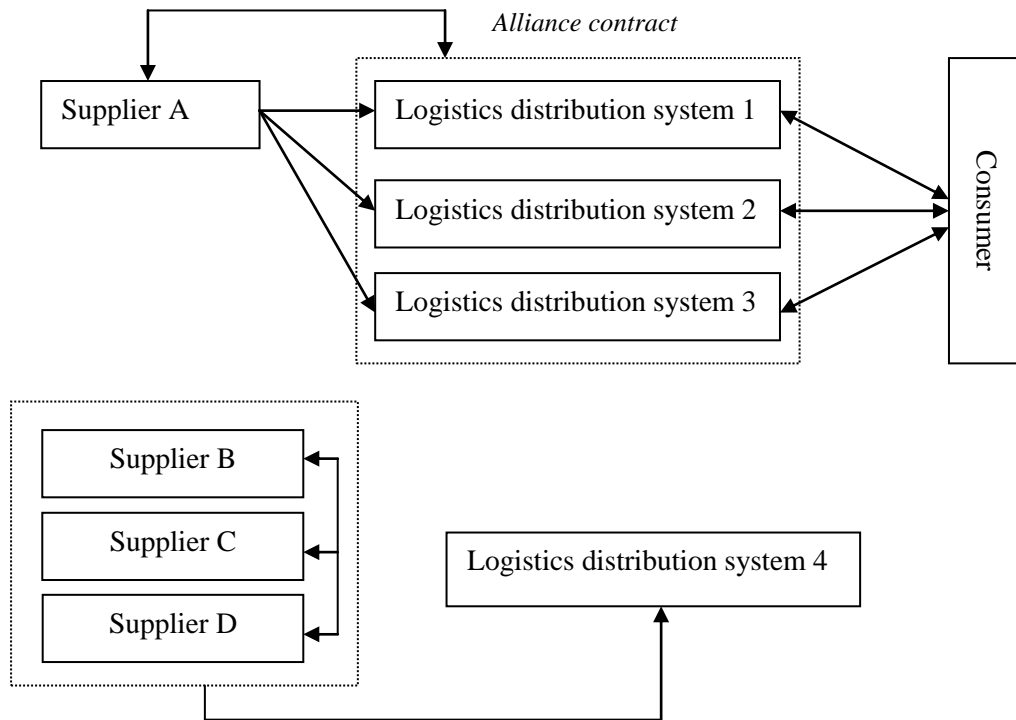 Alliance contract
Supplier A
Logistics distribution system 1
Logistics distribution system 2
Logistics distribution system 3
Consumer
Supplier B
Supplier C
Supplier D
Logistics distribution system 4